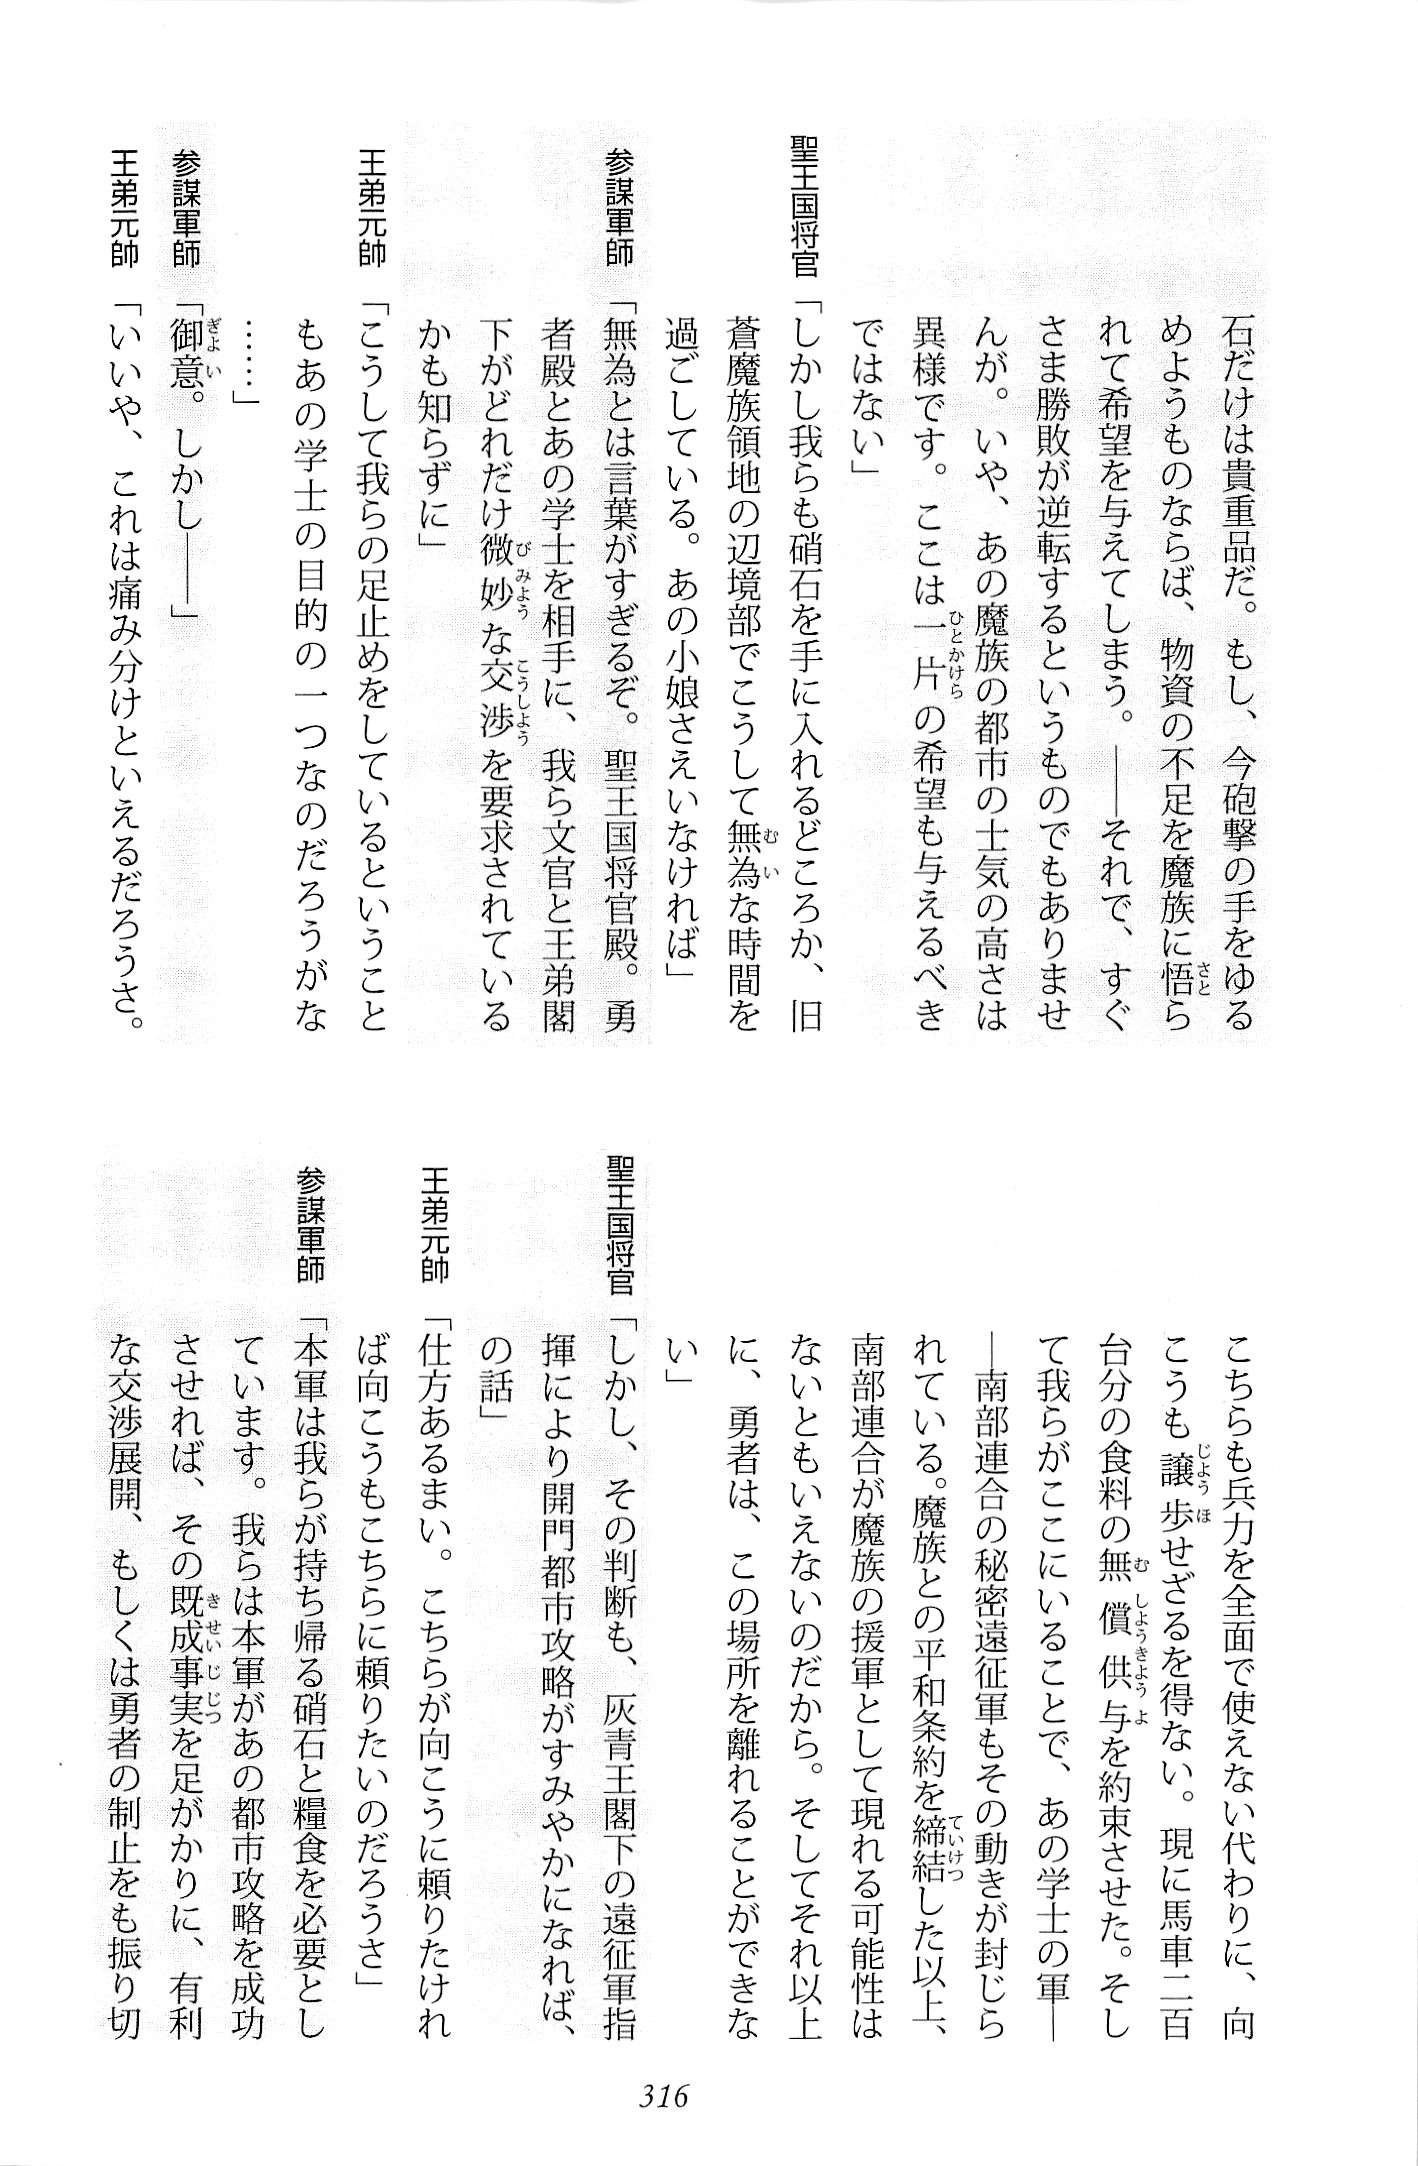 石だけは貴重品だ。もし、今砲撃の手をゆる
めようものならば、物資の不足を魔族に悟ら
れて希望を与えてしまう。――それで、すぐ
さま勝敗が逆転するというものでもありませ
んが。いや、あの魔族の都市の士気の高さは
異様です。ここは一片の希望も与えるべき
ではない」
聖王国将官「しかし我らも硝石を手に入れるどころか、旧
蒼魔族領地の辺境部でこうして無為な時間を
過ごしている。あの小娘さえいなければ」
参謀軍師「無為とは言葉がすぎるぞ。聖王国将官殿。勇
者殿とあの学士を相手に、我ら文官と王弟閣
下がどれだけ微妙な交渉を要求されている
かも知らずに」
王弟元帥「こうして我らの足止めをしているということ
もあの学士の目的の一つなのだろうがな
……」
参謀軍師「御意。しかし――」
王弟元帥「いいや、これは痛み分けといえるだろうさ。
こちらも兵力を全面で使えない代わりに、向
こうも譲歩せざるを得ない。現に馬車二百
台分の食料の無償供与を約束させた。そし
て我らがここにいることで、あの学士の軍―
―南部連合の秘密遠征軍もその動きが封じら
れている。魔族との平和条約を締結した以上、
南部連合が魔族の援軍として現れる可能性は
ないともいえないのだから。そしてそれ以上
に、勇者は、この場所を離れることができな
い」
聖王国将官「しかし、その判断も、灰青王閣下の遠征軍指
揮により開門都市攻略がすみやかになれば、
の話」
王弟元帥「仕方あるまい。こちらが向こうに頼りたけれ
ば向こうもこちらに頼りたいのだろうさ」
参謀軍師「本軍は我らが持ち帰る硝石と糧食を必要とし
ています。我らは本軍があの都市攻略を成功
させれば、その既成事実を足がかりに、有利
な交渉展開、もしくは勇者の制止をも振り切
316